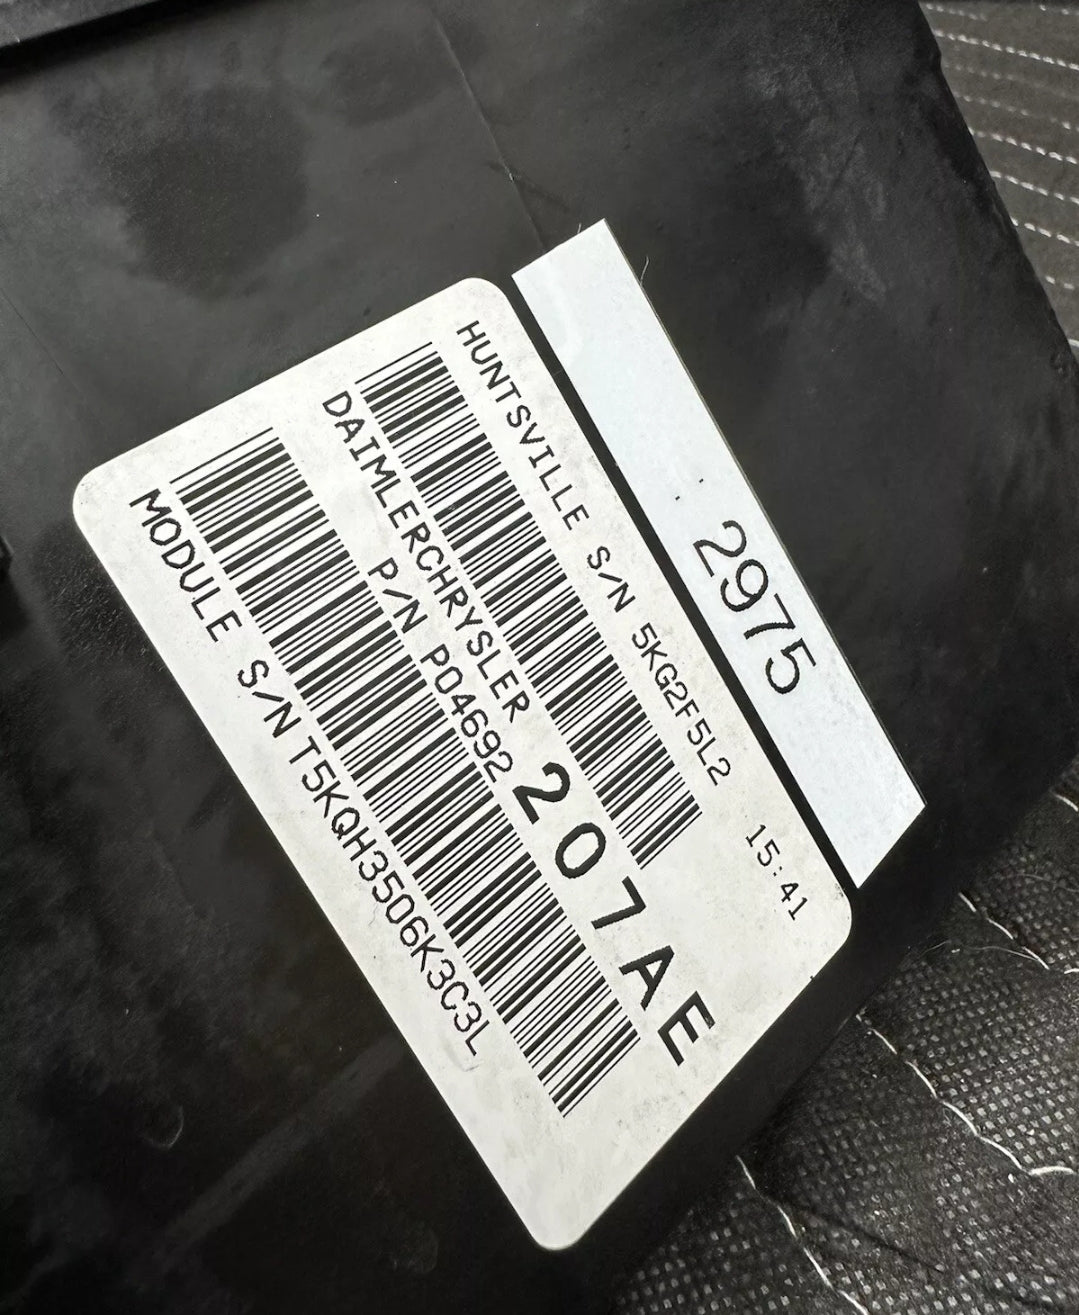 2975
HUNTSVILLE S/N 5KG2F5L2 15:41
DAIMLERCHRYSLER
P/N P04692 207AE
MODULE S/N T5KQH3506K3C3L